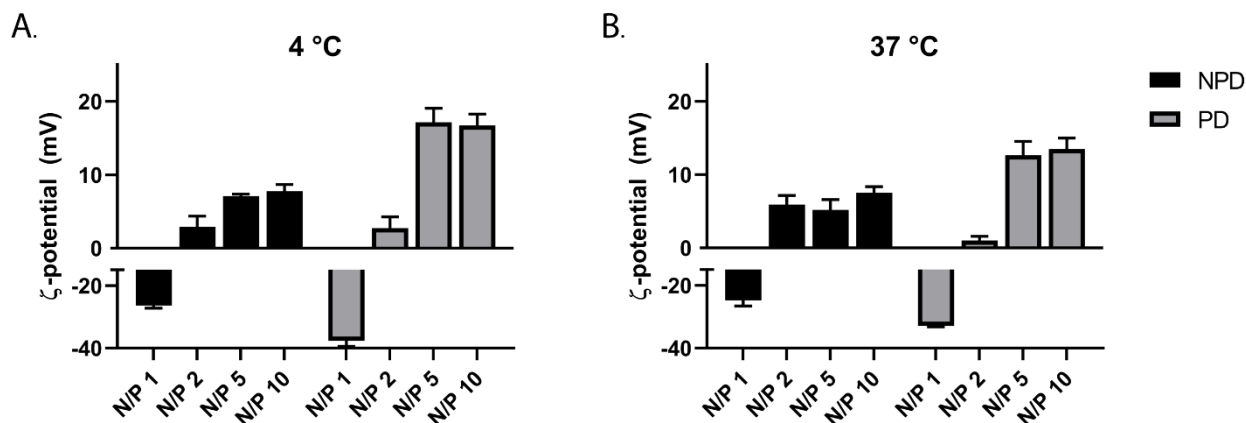 A.
4 °C
ζ-potential (mV)
20
10
0
-20
-40
N/P 1
N/P 2
N/P 5
N/P 10
N/P 1
N/P 2
N/P 5
N/P 10
B.
37 °C
ζ-potential (mV)
20
10
0
-20
-40
N/P 1
N/P 2
N/P 5
N/P 10
N/P 1
N/P 2
N/P 5
N/P 10
NPD
PD